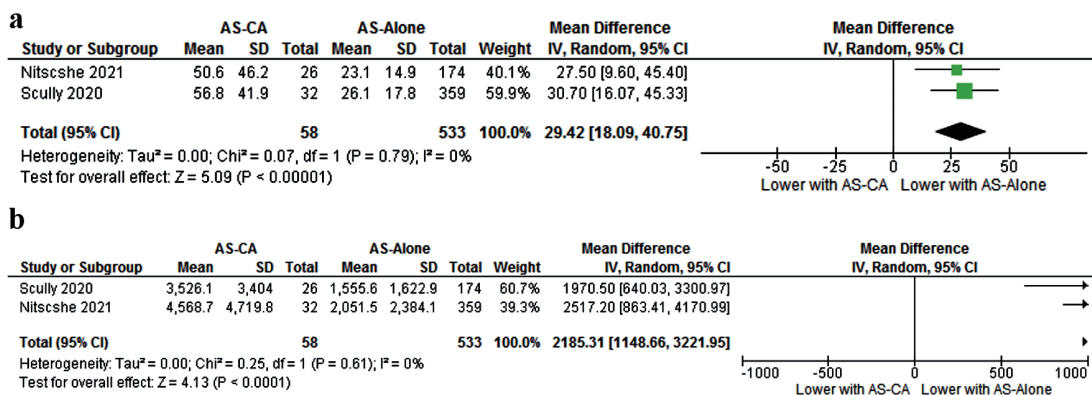 a
AS-CA AS-Alone Mean Difference Mean Difference
Study or Subgroup Mean SD Total Mean SD Total Weight IV, Random, 95% CI IV, Random, 95% CI
Nitscshe 2021 50.6 46.2 26 23.1 14.9 174 40.1% 27.50 [9.60, 45.40]
Scully 2020 56.8 41.9 32 26.1 17.8 359 59.9% 30.70 [16.07, 45.33]
Total (95% CI) 58 533 100.0% 29.42 [18.09, 40.75]
Heterogeneity: Tau² = 0.00; Chi² = 0.07, df = 1 (P = 0.79); I² = 0%
Test for overall effect: Z = 5.09 (P < 0.00001)
-50 -25 0 25 50
Lower with AS-CA Lower with AS-Alone
b
AS-CA AS-Alone Mean Difference Mean Difference
Study or Subgroup Mean SD Total Mean SD Total Weight IV, Random, 95% CI IV, Random, 95% CI
Scully 2020 3,526.1 3,404 26 1,555.6 1,622.9 174 60.7% 1970.50 [640.03, 3300.97]
Nitscshe 2021 4,568.7 4,719.8 32 2,051.5 2,384.1 359 39.3% 2517.20 [863.41, 4170.99]
Total (95% CI) 58 533 100.0% 2185.31 [1148.66, 3221.95]
Heterogeneity: Tau² = 0.00; Chi² = 0.25, df = 1 (P = 0.61); I² = 0%
Test for overall effect: Z = 4.13 (P < 0.0001)
-1000 -500 0 500 1000
Lower with AS-CA Lower with AS-Alone